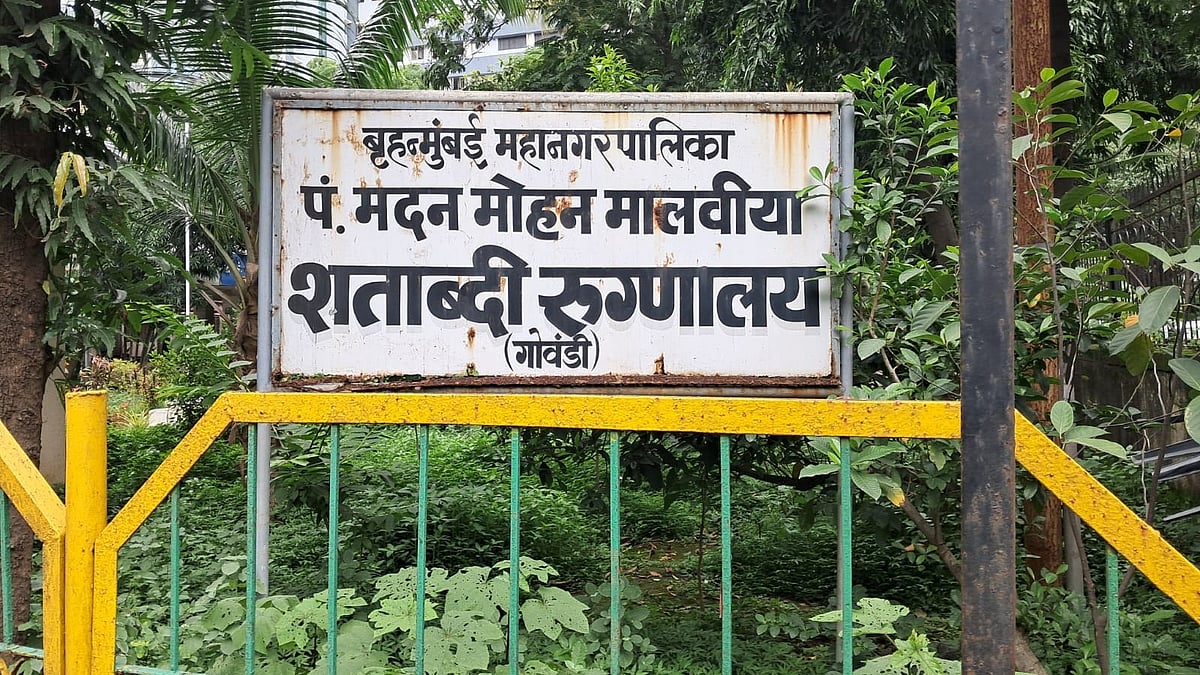 बृहन्मुंबई महानगरपालिका
पं. मदन मोहन मालवीया
शताब्दी रुग्णालय
(गोवंडी)